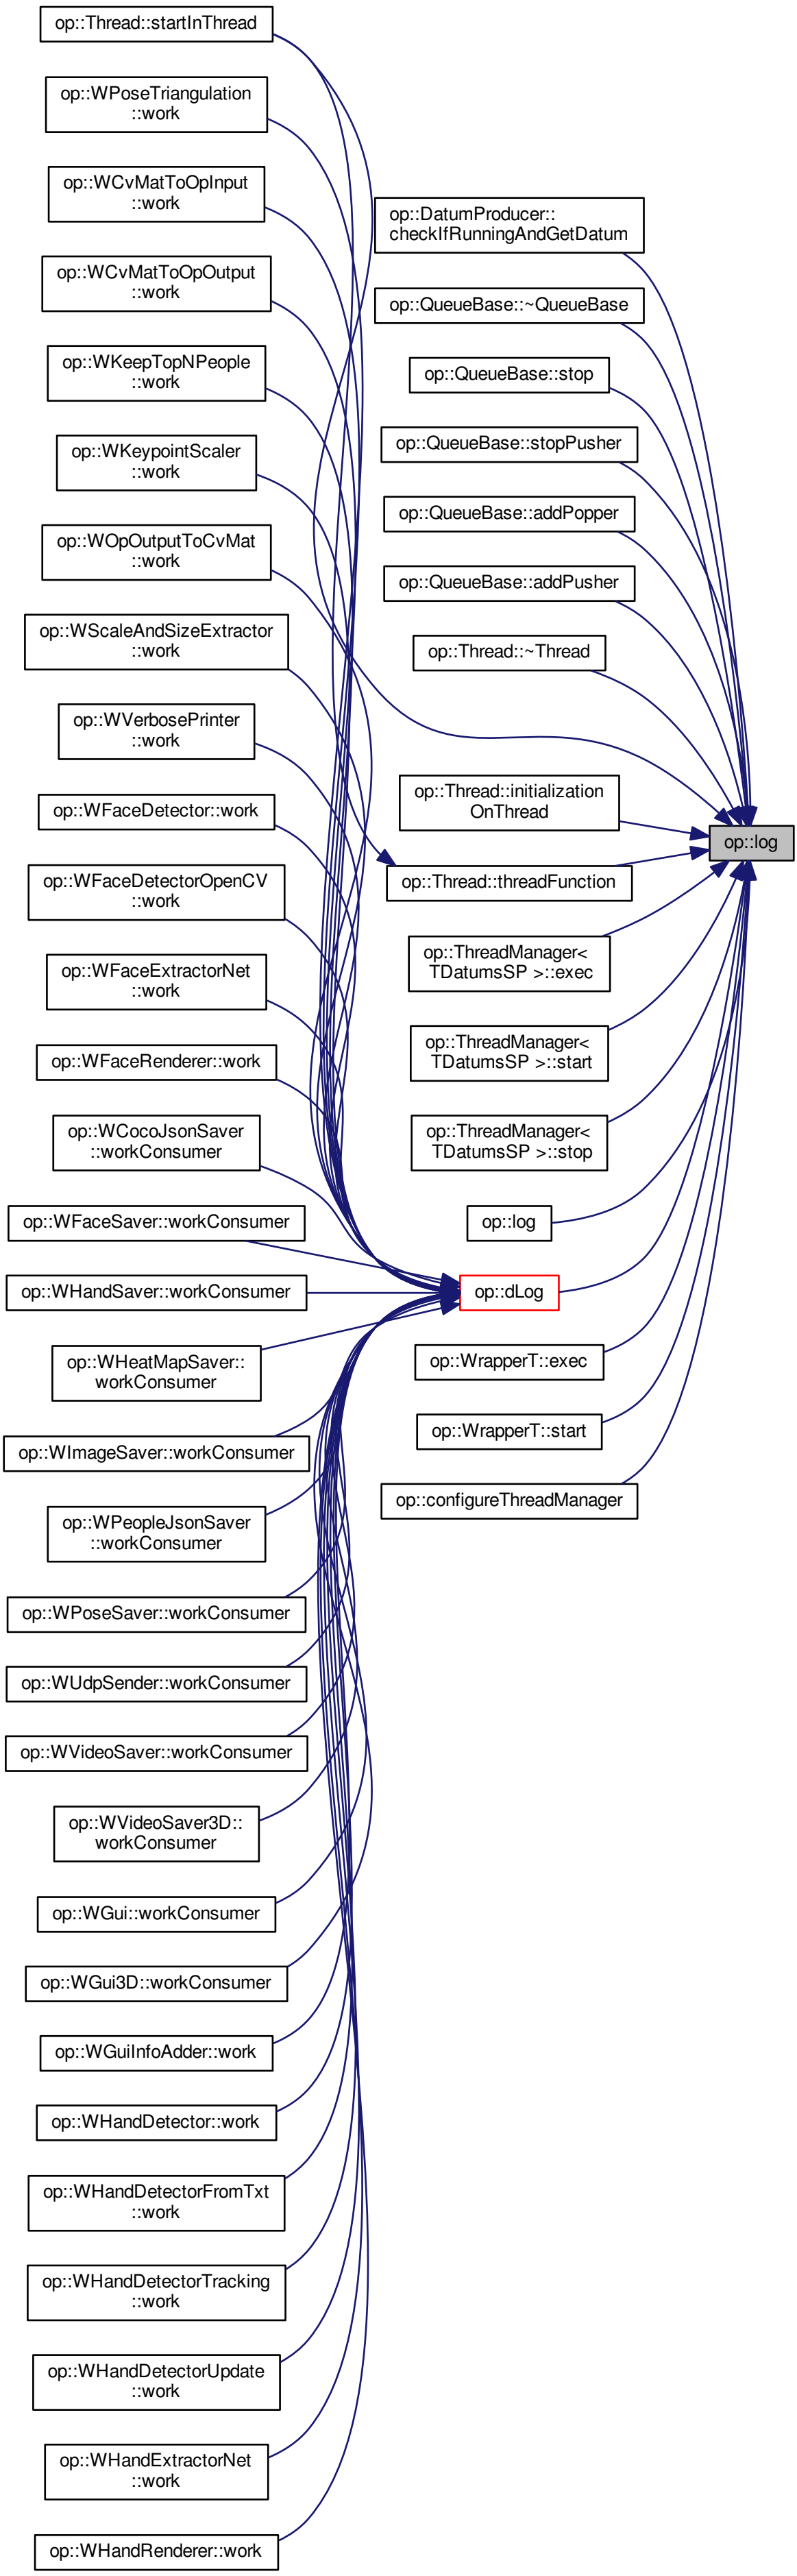 op::Thread::startInThread
op::WPoseTriangulation
::work
op::WCvMatToOpInput
::work
op::WCvMatToOpOutput
::work
op::WKeepTopNPeople
::work
op::WKeypointScaler
::work
op::WOpOutputToCvMat
::work
op::WScaleAndSizeExtractor
::work
op::WVerbosePrinter
::work
op::WFaceDetector::work
op::WFaceDetectorOpenCV
::work
op::WFaceExtractorNet
::work
op::WFaceRenderer::work
op::WCocoJsonSaver
::workConsumer
op::WFaceSaver::workConsumer
op::WHandSaver::workConsumer
op::WHeatMapSaver::
workConsumer
op::WImageSaver::workConsumer
op::WPeopleJsonSaver
::workConsumer
op::WPoseSaver::workConsumer
op::WUdpSender::workConsumer
op::WVideoSaver::workConsumer
op::WVideoSaver3D::
workConsumer
op::WGui::workConsumer
op::WGui3D::workConsumer
op::WGuiInfoAdder::work
op::WHandDetector::work
op::WHandDetectorFromTxt
::work
op::WHandDetectorTracking
::work
op::WHandDetectorUpdate
::work
op::WHandExtractorNet
::work
op::WHandRenderer::work
op::DatumProducer::
checkIfRunningAndGetDatum
op::QueueBase::~QueueBase
op::QueueBase::stop
op::QueueBase::stopPusher
op::QueueBase::addPopper
op::QueueBase::addPusher
op::Thread::~Thread
op::Thread::initialization
OnThread
op::Thread::threadFunction
op::ThreadManager<
TDatumsSP >::exec
op::ThreadManager<
TDatumsSP >::start
op::ThreadManager<
TDatumsSP >::stop
op::log
op::dLog
op::WrapperT::exec
op::WrapperT::start
op::configureThreadManager
op::log